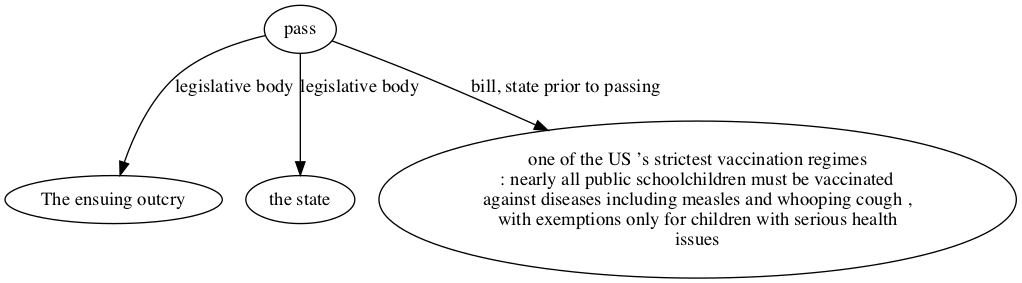 pass
legislative body
legislative body
bill, state prior to passing
The ensuing outcry
the state
one of the US ’s strictest vaccination regimes
: nearly all public schoolchildren must be vaccinated
against diseases including measles and whooping cough ,
with exemptions only for children with serious health
issues